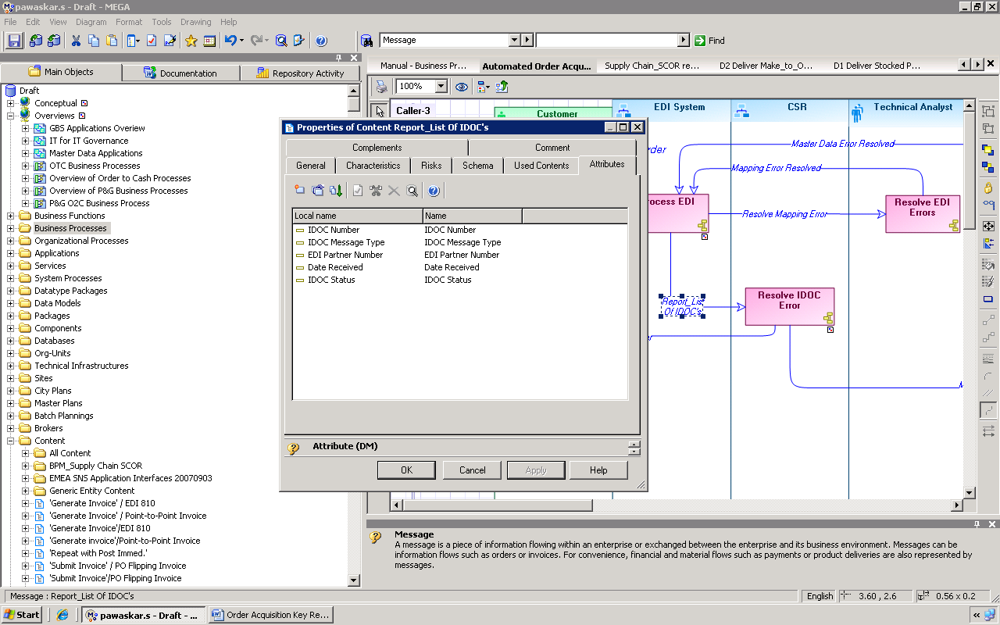 pawaskar.s - Draft - MEGA
File Edit View Diagram Format Tools Drawing Help
Message
Find
Main Objects Documentation Repository Activity
Manual - Business Pr... Automated Order Acqu... Supply Chain_SCOR re... D2 Deliver Make_to_O... D1 Deliver Stocked P...
100%
Draft
Conceptual
Overviews
GBS Applications Overiew
IT for IT Governance
Master Data Applications
OTC Business Processes
Overview of Order to Cash Processes
Overview of P&G Business Processes
P&G O2C Business Process
Business Functions
Business Processes
Organizational Processes
Applications
Services
System Processes
Datatype Packages
Data Models
Packages
Components
Databases
Org-Units
Technical Infrastructures
Sites
City Plans
Master Plans
Batch Plannings
Brokers
Content
All Content
BPM_Supply Chain SCOR
EMEA SNS Application Interfaces 20070903
Generic Entity Content
'Generate Invoice' / EDI 810
'Generate Invoice' / Point-to-Point Invoice
'Generate Invoice'/EDI 810
'Generate invoice'/Point-to-Point Invoice
'Repeat with Post Immed.'
'Submit Invoice' / PO Flipping Invoice
'Submit Invoice'/PO Flipping Invoice
Caller-3
Customer
EDI System
CSR
Technical Analyst
Properties of Content Report_List Of IDOC's
Complements Comment
General Characteristics Risks Schema Used Contents Attributes
Local name Name
IDOC Number IDOC Number
IDOC Message Type IDOC Message Type
EDI Partner Number EDI Partner Number
Date Received Date Received
IDOC Status IDOC Status
Attribute (DM)
OK Cancel Apply Help
rder
Master Data Error Resolved
Mapping Error Resolved
ocess EDI
Resolve Mapping Error
Resolve EDI
Errors
Report_List
Of IDOC's
Resolve IDOC
Error
Message
A message is a piece of information flowing within an enterprise or exchanged between the enterprise and its business environment. Messages can be
information flows such as orders or invoices. For convenience, financial and material flows such as payments or product deliveries are also represented by
messages.
Message : Report_List Of IDOC's
English
3.60 , 2.6
0.56 x 0.2
Start
pawaskar.s - Draft - ...
Order Acquisition Key Re...